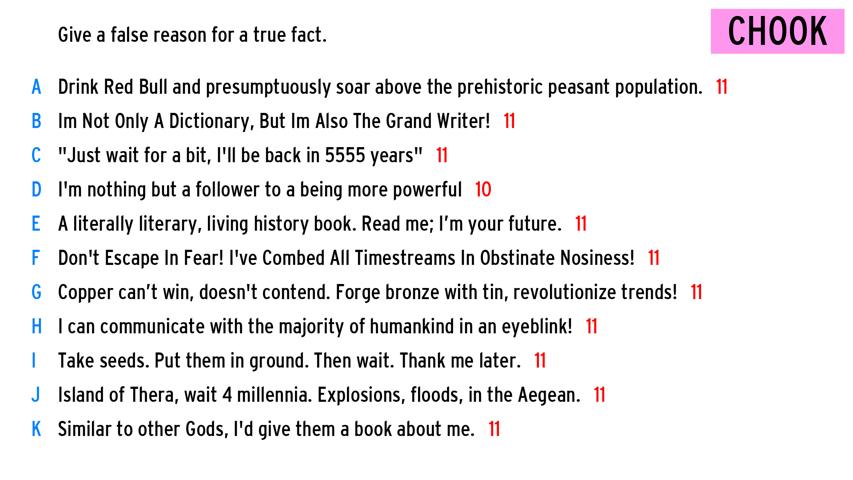 Give a false reason for a true fact.
CHOOK
A Drink Red Bull and presumptuously soar above the prehistoric peasant population. 11
B Im Not Only A Dictionary, But Im Also The Grand Writer! 11
C "Just wait for a bit, I'll be back in 5555 years" 11
D I'm nothing but a follower to a being more powerful 10
E A literally literary, living history book. Read me; I’m your future. 11
F Don't Escape In Fear! I've Combed All Timestreams In Obstinate Nosiness! 11
G Copper can’t win, doesn't contend. Forge bronze with tin, revolutionize trends! 11
H I can communicate with the majority of humankind in an eyeblink! 11
I Take seeds. Put them in ground. Then wait. Thank me later. 11
J Island of Thera, wait 4 millennia. Explosions, floods, in the Aegean. 11
K Similar to other Gods, I'd give them a book about me. 11